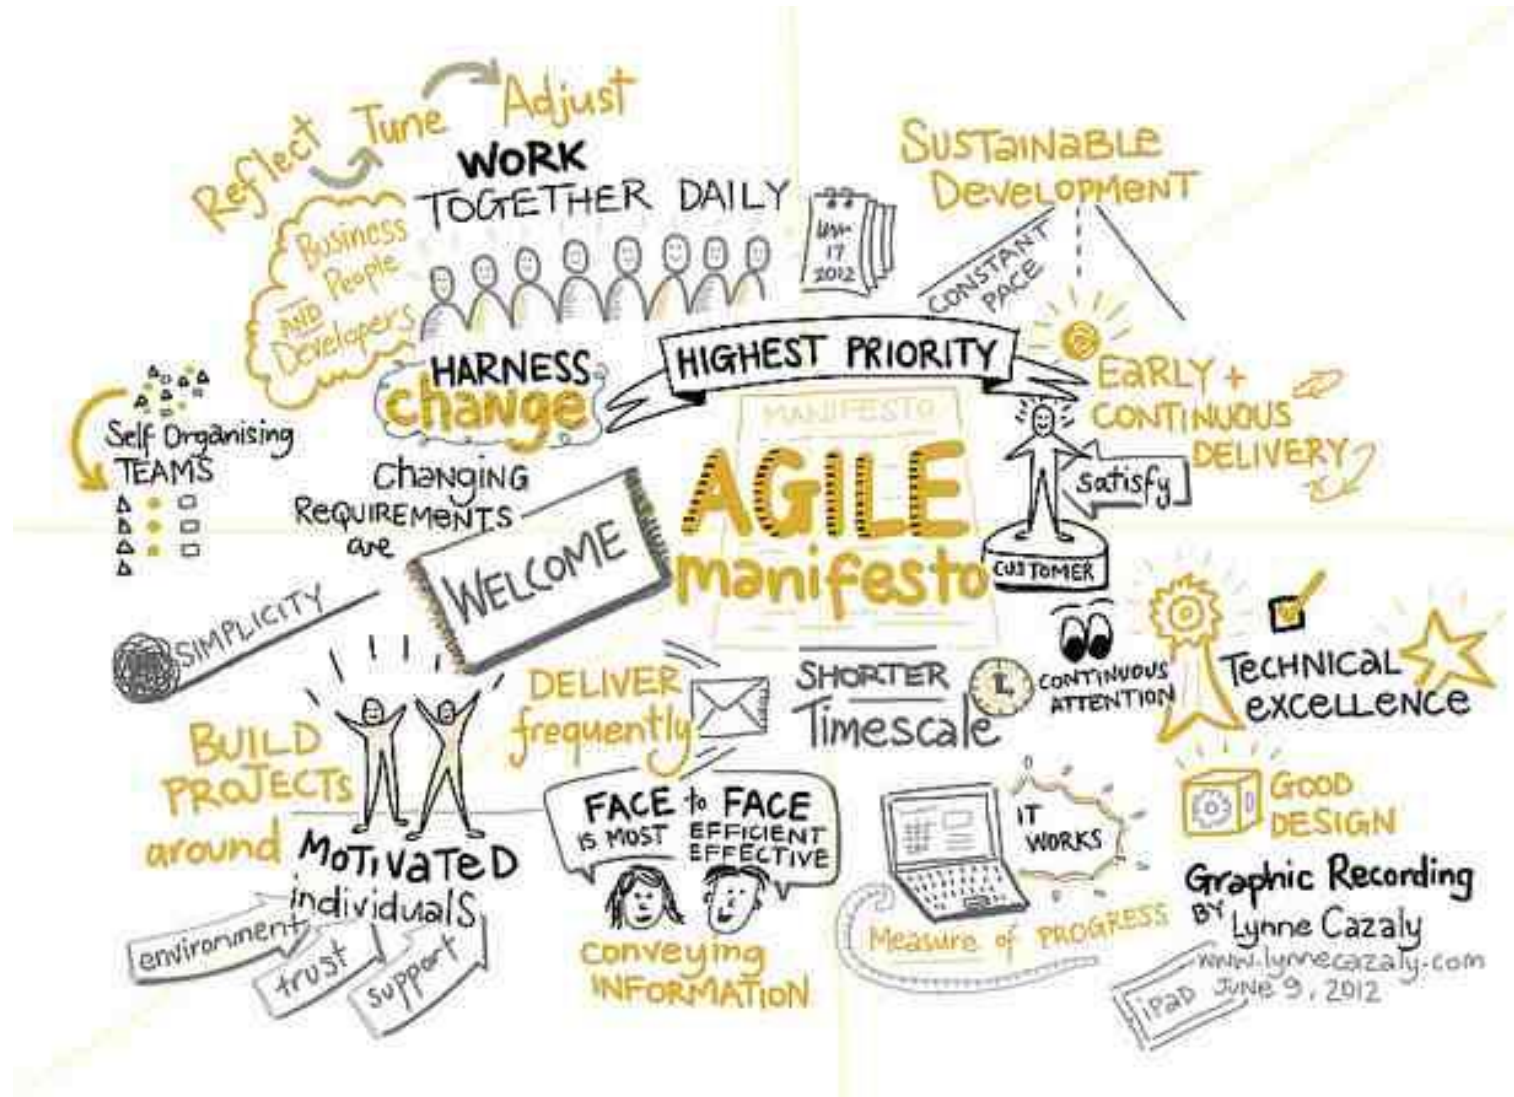 Reflect
Tune
Adjust
WORK
TOGETHER DAILY
Business
People
AND
Developers
17
2012
SUSTaiNaBLE
DeVeLOPMENT
CONSTANT
PACE
HIGHEST PRIORITY
HARNESS
change
EaRLY +
CONTINUOUS
DELIVERY
satisfy
CUSTOMER
MANIFESTO
AGILE
manifesto
Self Organising
TEAMS
Changing
REQUIREMENTS
are
WELCOME
SIMPLICITY
BUILD
PROJECTS
around
MoTiVaTeD
individualS
environment
trust
support
DELIVER
frequently
SHORTER
Timescale
CONTINUOUS
ATTENTION
TECHNICaL
eXCeLLENCE
FACE to FACE
IS MOST EFFICIENT
EFFECTIVE
conveying
INFORMATION
IT
WORKS
Measure of PROGRESS
GOOD
DESIGN
Graphic Recording
BY Lynne Cazaly
www.lynnecazaly.com
iPaD JUNE 9, 2012